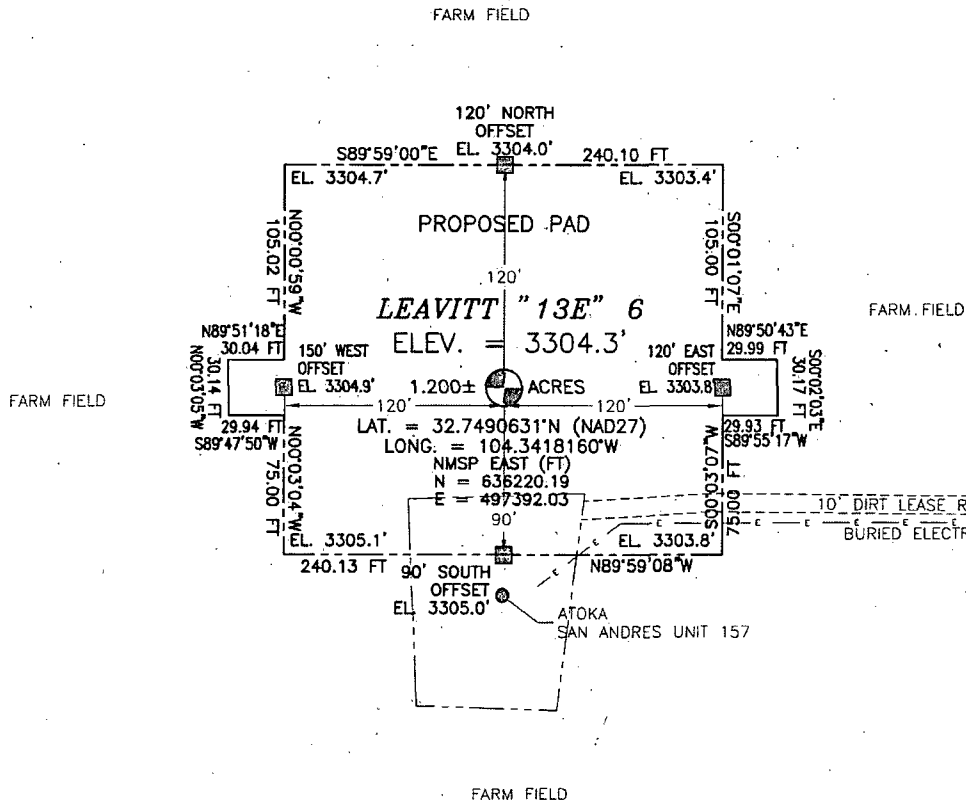 FARM FIELD
120' NORTH
OFFSET
EL. 3304.0'
S89°59'00"E
240.10 FT
EL. 3304.7'
EL. 3303.4'
PROPOSED PAD
N00°00'59"W
105.02 FT
S00°01'07"E
105.00 FT
120'
LEAVITT "13E" 6
ELEV. = 3304.3'
FARM FIELD
N89°51'18"E
30.04 FT
N89°50'43"E
29.99 FT
150' WEST
OFFSET
EL 3304.9'
120' EAST
OFFSET
EL 3303.8
N00°03'05"W
30.14 FT
S00°02'03"E
30.17 FT
1.200± ACRES
FARM FIELD
120'
120'
29.94 FT
S89°47'50"W
29.93 FT
S89°55'17"W
LAT. = 32.7490631°N (NAD27)
LONG. = 104.3418160°W
NMSP EAST (FT)
N = 636220.19
E = 497392.03
N00°03'04"W
75.00 FT
S00°03'07"W
75.00 FT
90'
10' DIRT LEASE R
E E E E E E
BURIED ELECTR
EL. 3305.1'
EL. 3303.8'
240.13 FT
N89°59'08"W
90' SOUTH
OFFSET
EL 3305.0'
ATOKA
SAN ANDRES UNIT 157
FARM FIELD